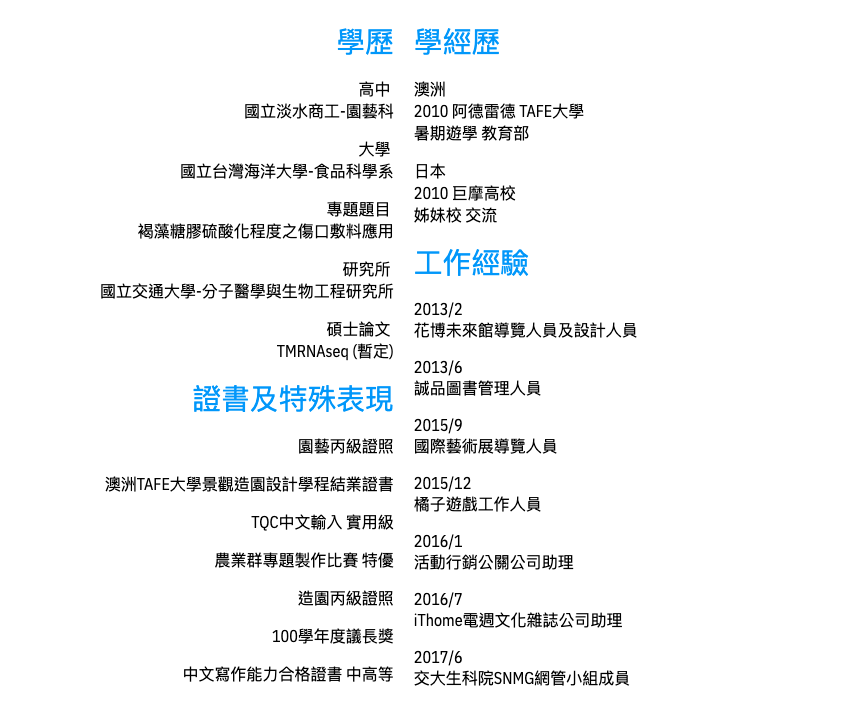 學歷
高中
國立淡水商工-園藝科
大學
國立台灣海洋大學-食品科學系
專題題目
褐藻糖膠硫酸化程度之傷口敷料應用
研究所
國立交通大學-分子醫學與生物工程研究所
碩士論文
TMRNAseq (暫定)
證書及特殊表現
園藝丙級證照
澳洲TAFE大學景觀造園設計學程結業證書
TQC中文輸入 實用級
農業群專題製作比賽 特優
造園丙級證照
100學年度議長獎
中文寫作能力合格證書 中高等
學經歷
澳洲
2010 阿德雷德 TAFE大學
暑期遊學 教育部
日本
2010 巨摩高校
姊妹校 交流
工作經驗
2013/2
花博未來館導覽人員及設計人員
2013/6
誠品圖書管理人員
2015/9
國際藝術展導覽人員
2015/12
橘子遊戲工作人員
2016/1
活動行銷公關公司助理
2016/7
iThome電週文化雜誌公司助理
2017/6
交大生科院SNMG網管小組成員